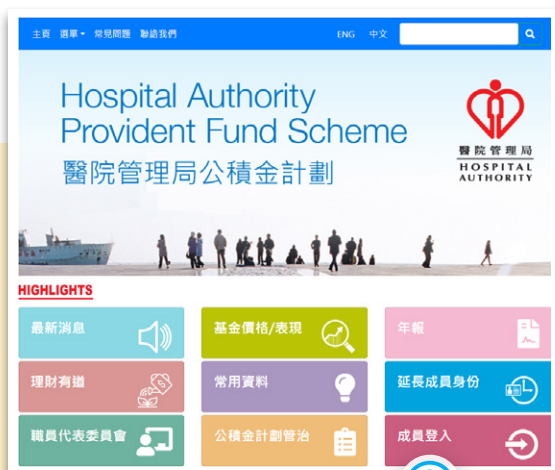 主頁 選單 常見問題 聯絡我們 ENG 中文
Hospital Authority
Provident Fund Scheme
醫院管理局公積金計劃
醫院管理局
HOSPITAL
AUTHORITY
HIGHLIGHTS
最新消息 基金價格/表現 年報
理財有道 常用資料 延長成員身份
職員代表委員會 公積金計劃管治 成員登入